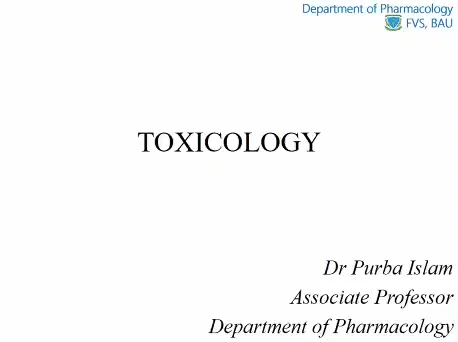 Department of Pharmacology
FVS, BAU
TOXICOLOGY
Dr Purba Islam
Associate Professor
Department of Pharmacology